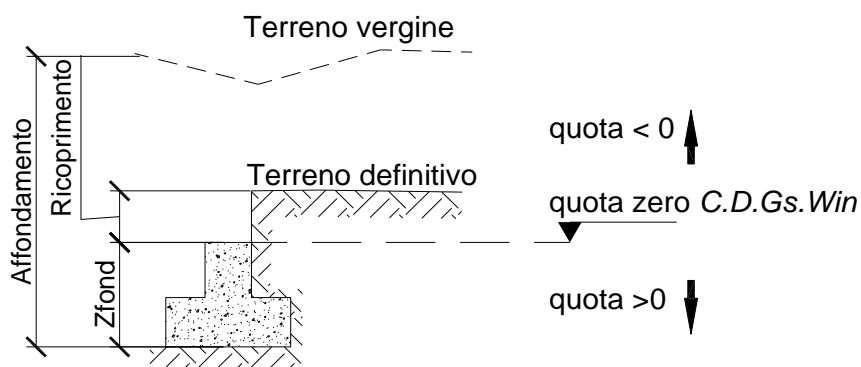 Terreno vergine
Affondamento
Ricoprimento
quota < 0
Terreno definitivo
quota zero C.D.Gs.Win
Zfond
quota >0